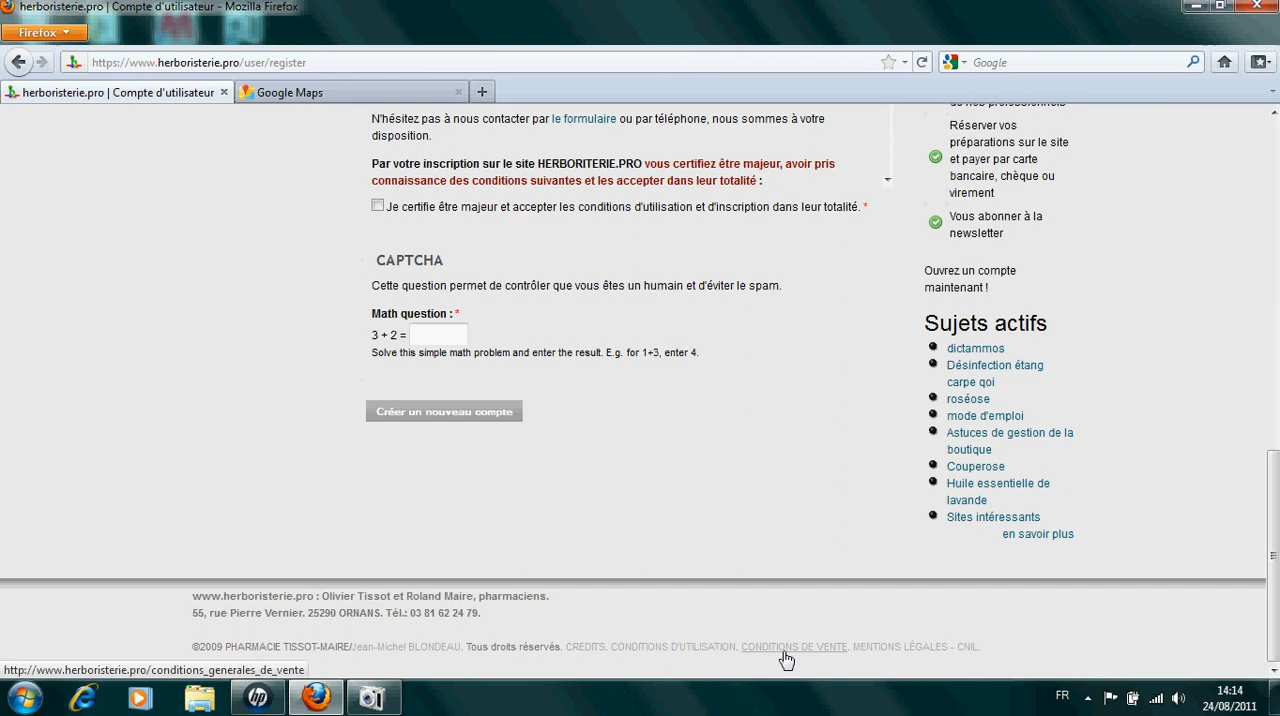 herboristerie.pro | Compte d'utilisateur - Mozilla Firefox
Firefox
https://www.herboristerie.pro/user/register
Google
herboristerie.pro | Compte d'utilisateur
Google Maps
N'hésitez pas à nous contacter par le formulaire ou par téléphone, nous sommes à votre
disposition.
Par votre inscription sur le site HERBORITERIE.PRO vous certifiez être majeur, avoir pris
connaissance des conditions suivantes et les accepter dans leur totalité :
Je certifie être majeur et accepter les conditions d'utilisation et d'inscription dans leur totalité. *
CAPTCHA
Cette question permet de contrôler que vous êtes un humain et d'éviter le spam.
Math question : *
3 + 2 =
Solve this simple math problem and enter the result. E.g. for 1+3, enter 4.
Créer un nouveau compte
de nos professionnels
Réserver vos
préparations sur le site
et payer par carte
bancaire, chèque ou
virement
Vous abonner à la
newsletter
Ouvrez un compte
maintenant !
Sujets actifs
dictammos
Désinfection étang
carpe qoi
roséose
mode d'emploi
Astuces de gestion de la
boutique
Couperose
Huile essentielle de
lavande
Sites intéressants
en savoir plus
www.herboristerie.pro : Olivier Tissot et Roland Maire, pharmaciens.
55, rue Pierre Vernier. 25290 ORNANS. Tél.: 03 81 62 24 79.
©2009 PHARMACIE TISSOT-MAIRE/Jean-Michel BLONDEAU. Tous droits réservés. CREDITS. CONDITIONS D'UTILISATION, CONDITIONS DE VENTE, MENTIONS LÉGALES - CNIL.
http://www.herboristerie.pro/conditions_generales_de_vente
hp
FR
14:14
24/08/2011